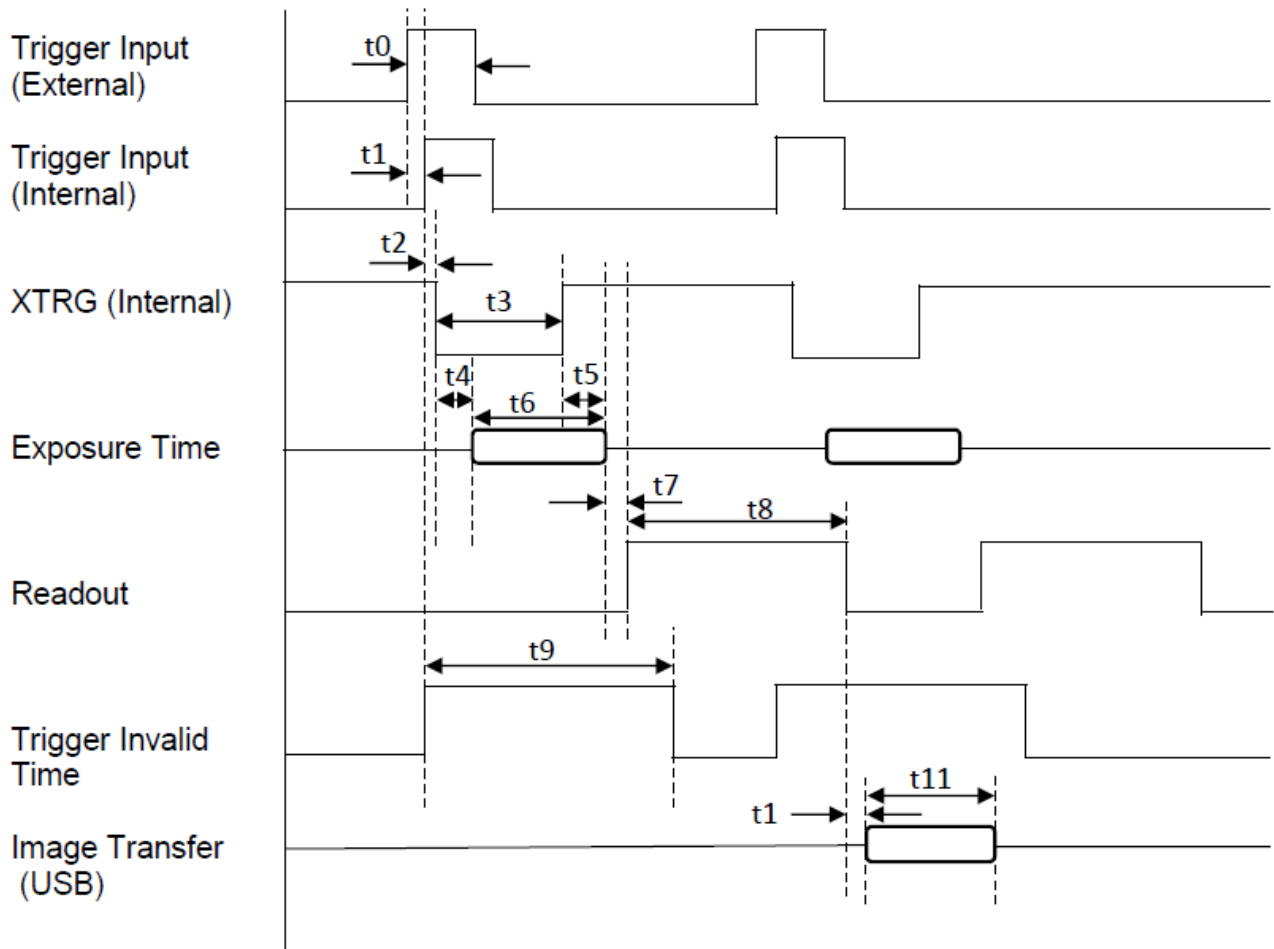 Trigger Input
(External)
t0
Trigger Input
(Internal)
t1
t2
XTRG (Internal)
t3
t4
t5
t6
Exposure Time
t7
t8
Readout
t9
Trigger Invalid
Time
t11
t1
Image Transfer
(USB)